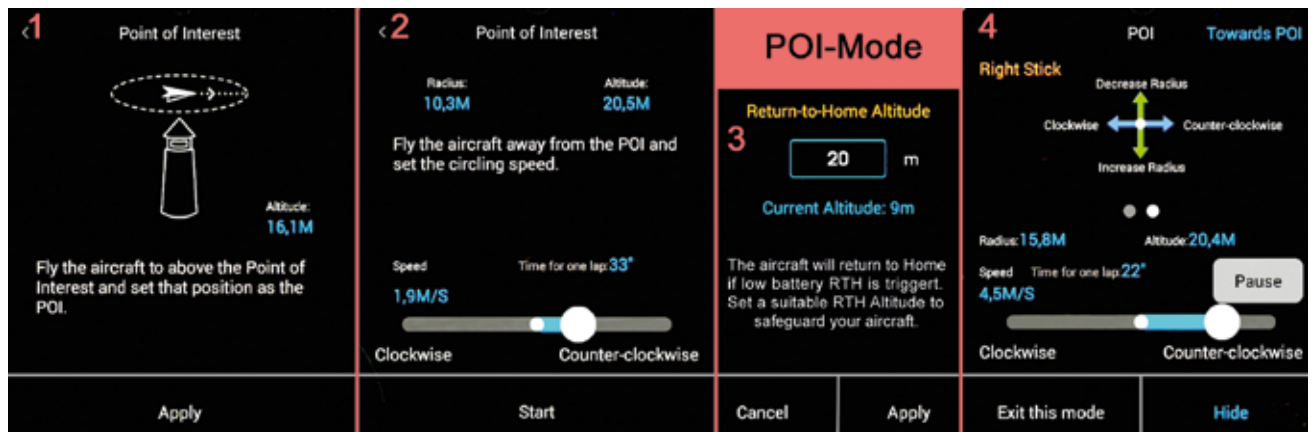 <1
Point of Interest
Altitude:
16,1M
Fly the aircraft to above the Point of
Interest and set that position as the
POI.
Apply
<2
Point of Interest
Radius:
10,3M
Altitude:
20,5M
Fly the aircraft away from the POI and
set the circling speed.
Speed
Time for one lap:33"
1,9M/S
Clockwise
Counter-clockwise
Start
POI-Mode
Return-to-Home Altitude
3
20 m
Current Altitude: 9m
The aircraft will return to Home
if low battery RTH is triggert.
Set a suitable RTH Altitude to
safeguard your aircraft.
Cancel
Apply
4
POI
Towards POI
Right Stick
Decrease Radius
Clockwise
Counter-clockwise
Increase Radius
Radius:15,8M
Altitude:20,4M
Speed
Time for one lap:22"
4,5M/S
Pause
Clockwise
Counter-clockwise
Exit this mode
Hide